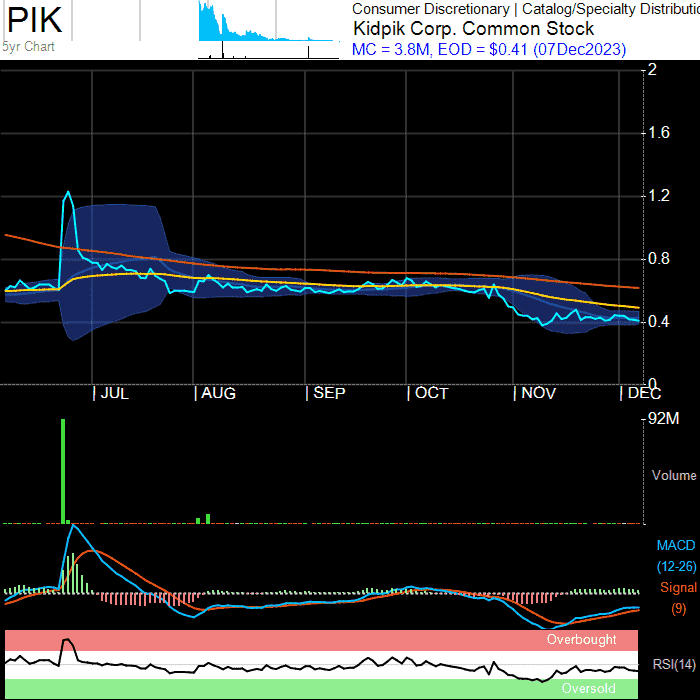 PIK
5yr Chart
Consumer Discretionary | Catalog/Specialty Distributio
Kidpik Corp. Common Stock
MC = 3.8M, EOD = $0.41 (07Dec2023)
2
1.6
1.2
0.8
0.4
0
JUL
AUG
SEP
OCT
NOV
DEC
92M
Volume
MACD
(12-26)
Signal
(9)
Overbought
RSI(14)
Oversold